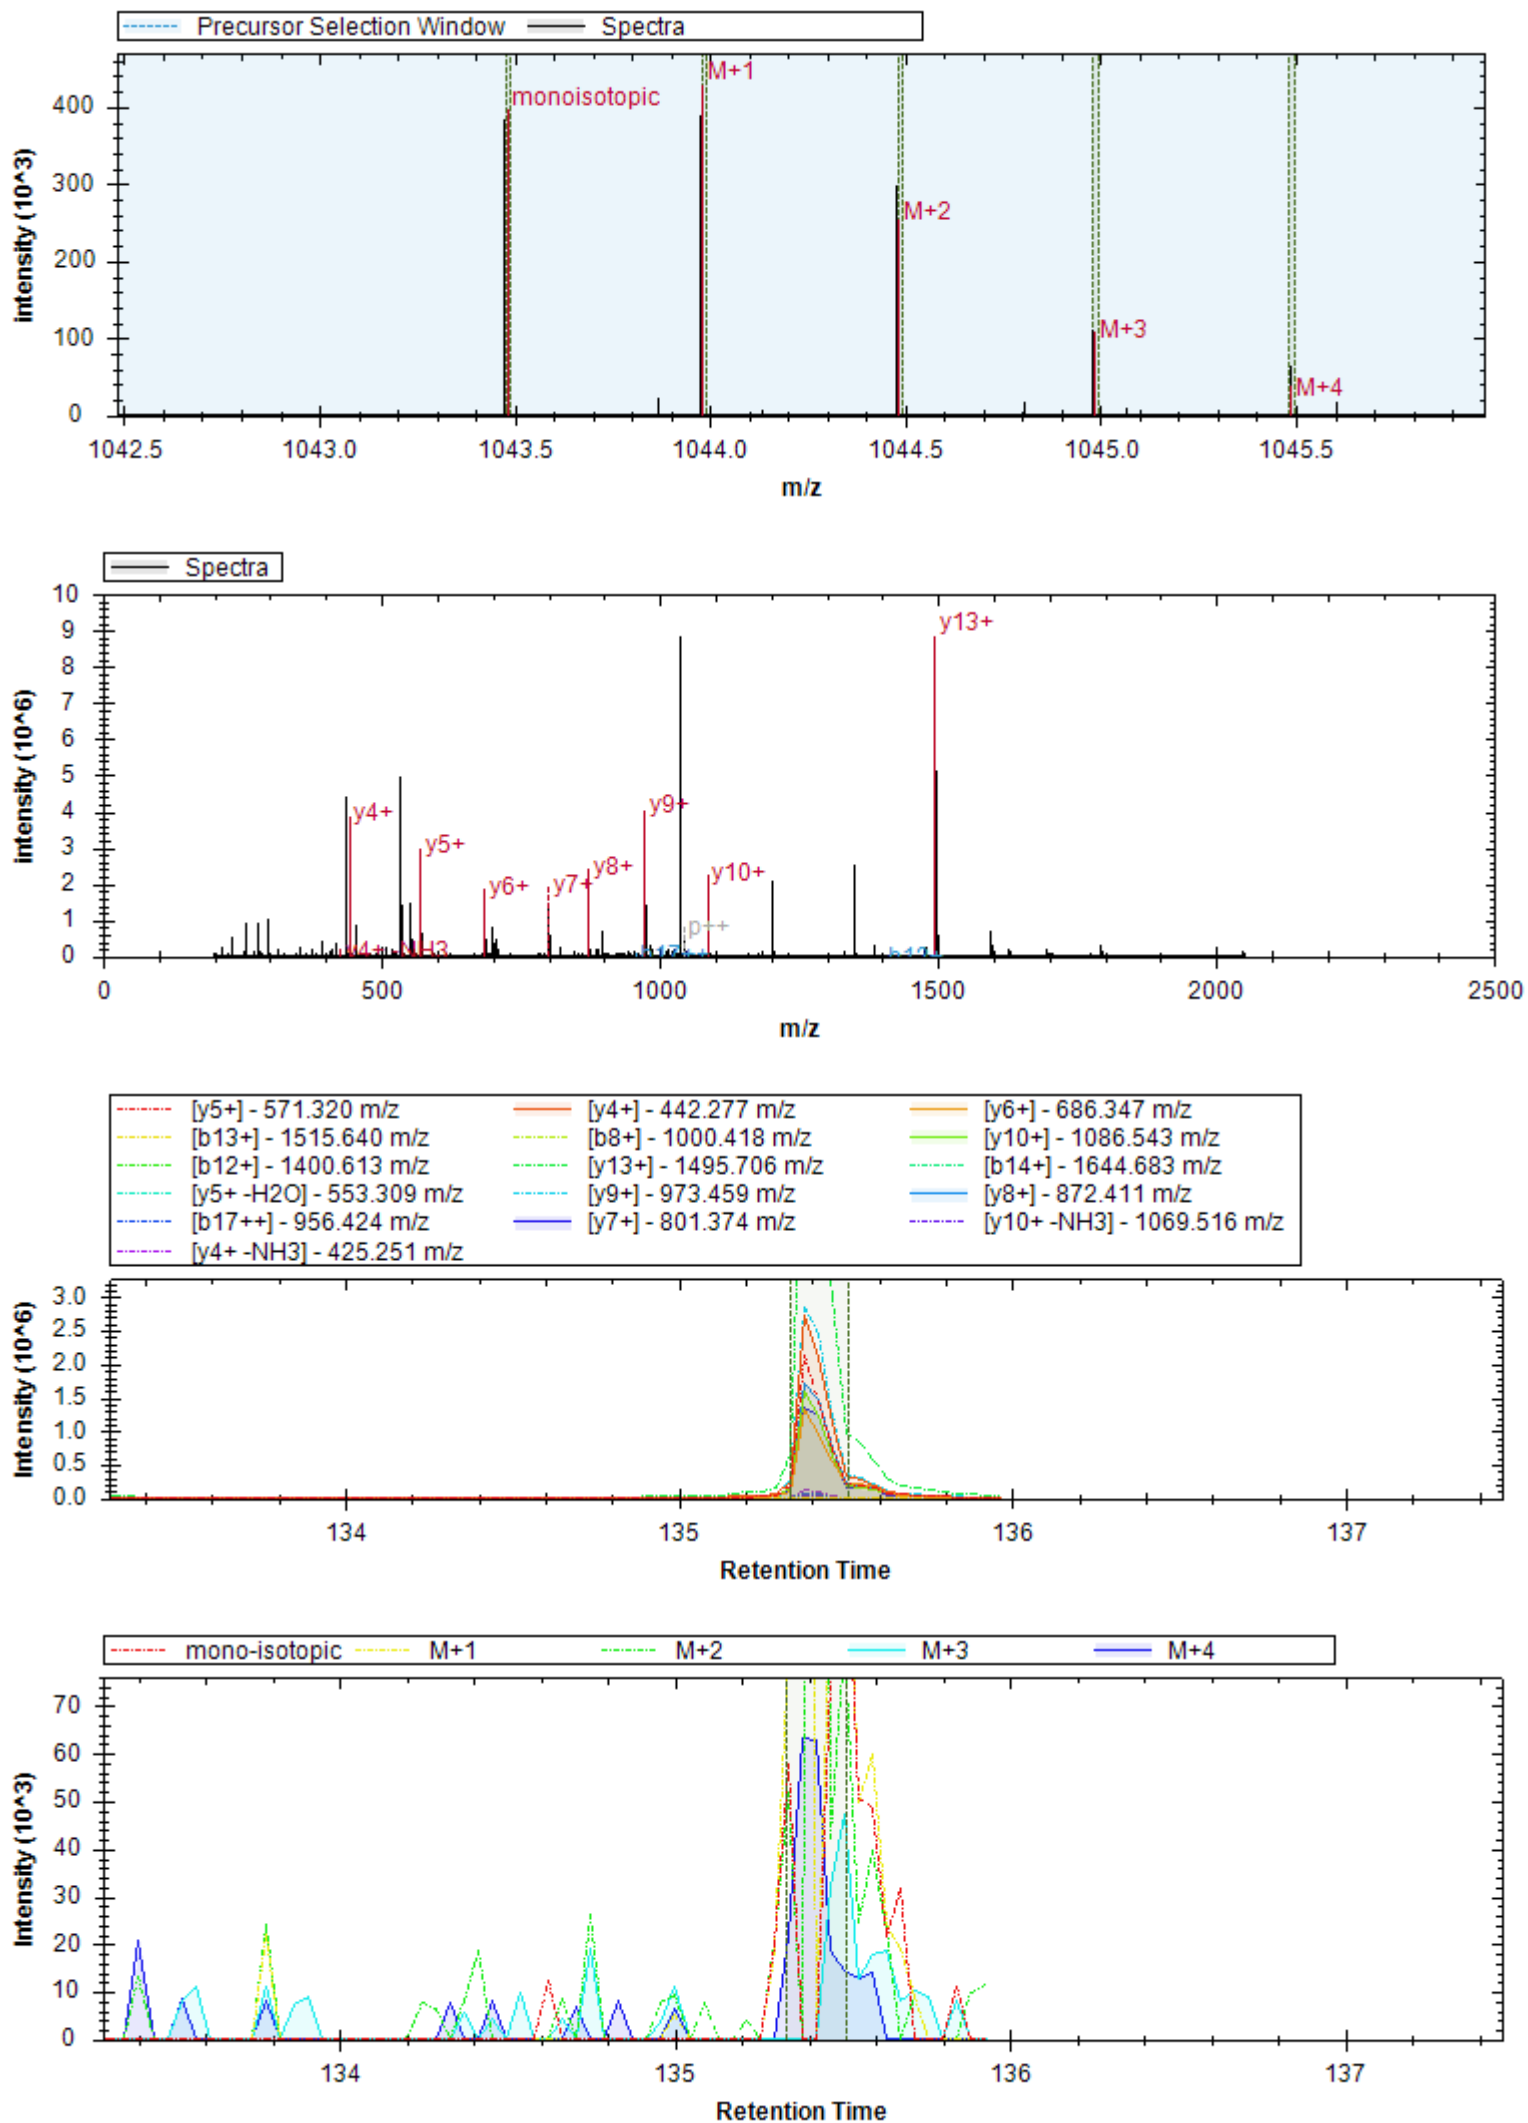 Precursor Selection Window Spectra
intensity (10^3)
400
300
200
100
0
monoisotopic
M+1
M+2
M+3
M+4
1042.5 1043.0 1043.5 1044.0 1044.5 1045.0 1045.5
m/z
Spectra
intensity (10^6)
10
9
8
7
6
5
4
3
2
1
0
y13+
y4+
y9+
y5+
y8+
y10+
y6+
y7+
p++
0 500 1000 1500 2000 2500
m/z
[y5+] - 571.320 m/z [y4+] - 442.277 m/z [y6+] - 686.347 m/z
[b13+] - 1515.640 m/z [b8+] - 1000.418 m/z [y10+] - 1086.543 m/z
[b12+] - 1400.613 m/z [y13+] - 1495.706 m/z [b14+] - 1644.683 m/z
[y5+ -H2O] - 553.309 m/z [y9+] - 973.459 m/z [y8+] - 872.411 m/z
[b17++] - 956.424 m/z [y7+] - 801.374 m/z [y10+ -NH3] - 1069.516 m/z
[y4+ -NH3] - 425.251 m/z
Intensity (10^6)
3.0
2.5
2.0
1.5
1.0
0.5
0.0
134 135 136 137
Retention Time
mono-isotopic M+1 M+2 M+3 M+4
Intensity (10^3)
70
60
50
40
30
20
10
0
134 135 136 137
Retention Time